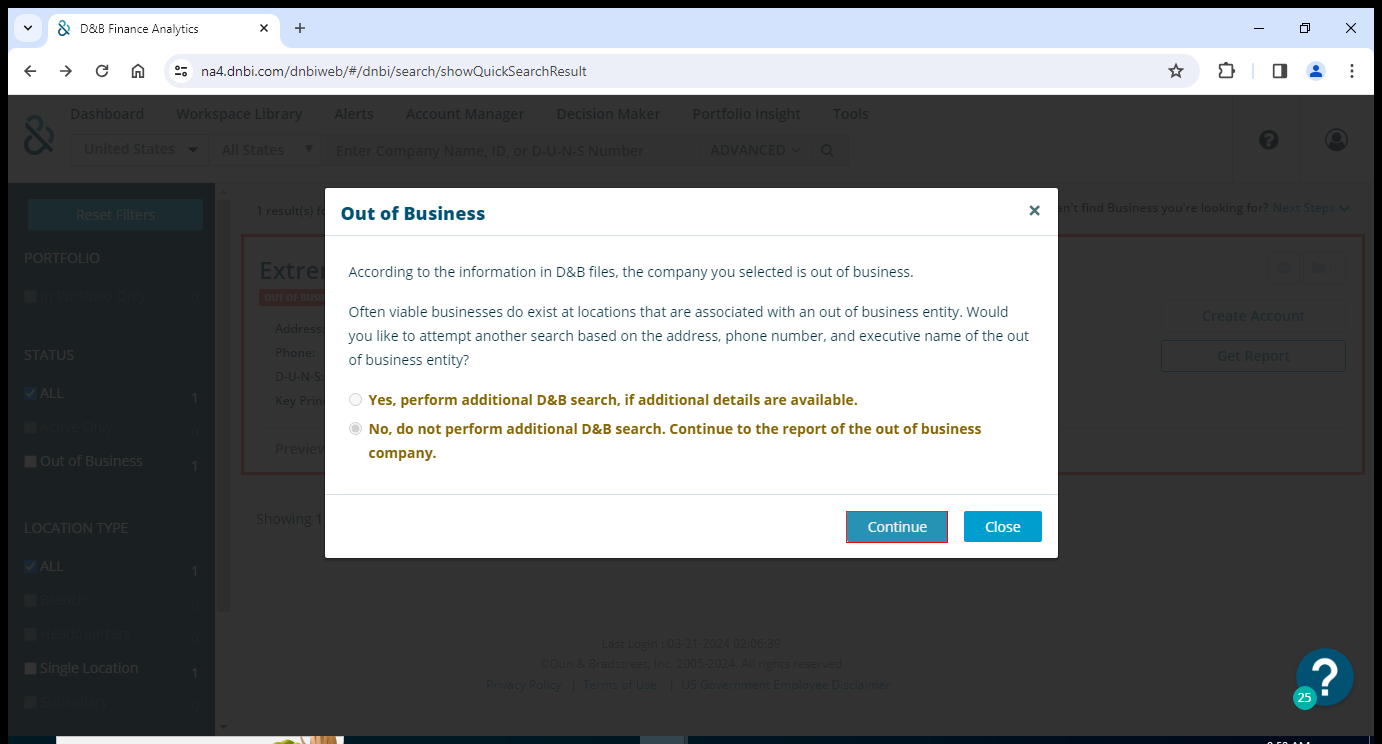 D&B Finance Analytics
na4.dnbi.com/dnbiweb/#/dnbi/search/showQuickSearchResult
Dashboard Workspace Library Alerts Account Manager Decision Maker Portfolio Insight Tools
United States All States Enter Company Name, ID, or D-U-N-S Number ADVANCED
Reset Filters
1 result(s) fo
an't find Business you're looking for? Next Steps
PORTFOLIO
In Portfolio Only 0
STATUS
ALL 1
Active Only 0
Out of Business 1
LOCATION TYPE
ALL 1
Branch 0
Headquarters 0
Single Location 1
Subsidiary 0
Extrem
OUT OF BUSIN
Address:
Phone:
D-U-N-S:
Key Prin
Preview
Create Account
Get Report
Showing 1
Out of Business
According to the information in D&B files, the company you selected is out of business.
Often viable businesses do exist at locations that are associated with an out of business entity. Would
you like to attempt another search based on the address, phone number, and executive name of the out
of business entity?
Yes, perform additional D&B search, if additional details are available.
No, do not perform additional D&B search. Continue to the report of the out of business
company.
Continue Close
Last Login : 03-21-2024 02:06:39
©Dun & Bradstreet, Inc. 2005-2024. All rights reserved
Privacy Policy | Terms of Use | US Government Employee Disclaimer
?
25